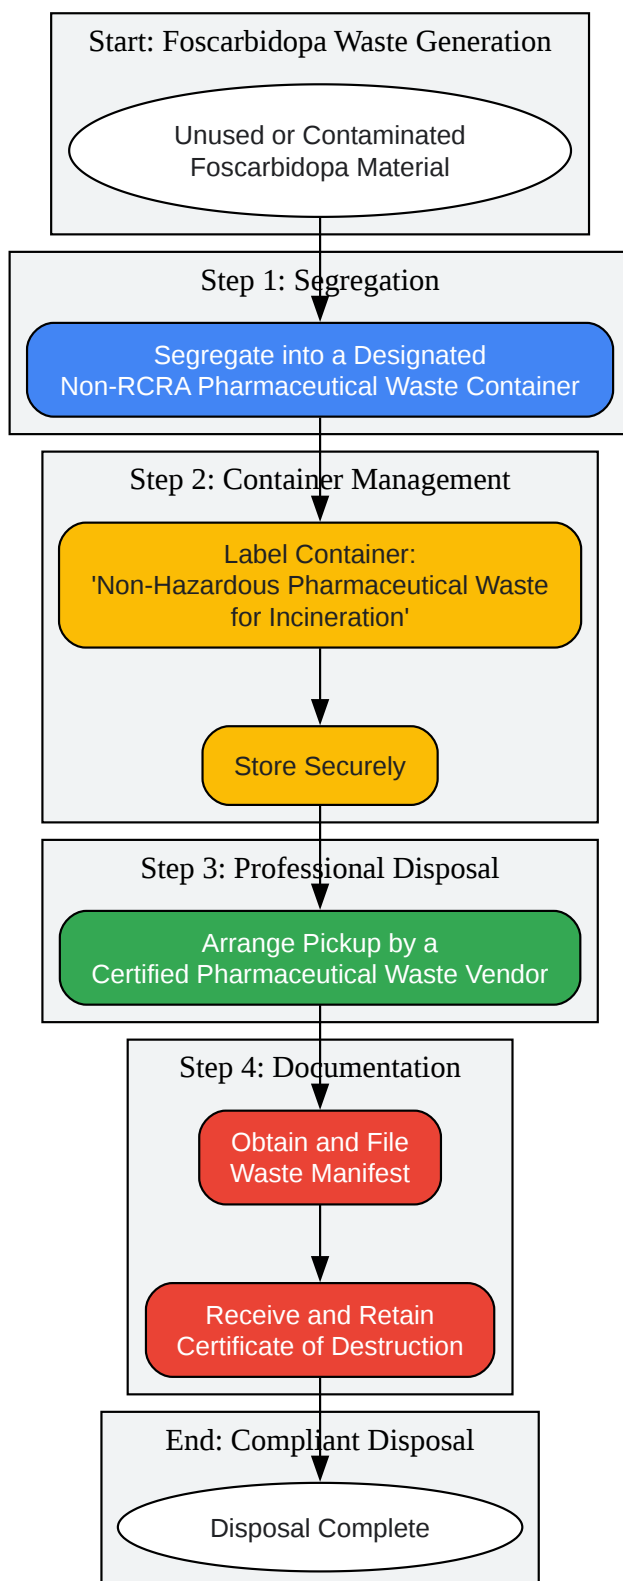 Start: Foscarbidopa Waste Generation
Unused or Contaminated
Foscarbidopa Material
Step 1: Segregation
Segregate into a Designated
Non-RCRA Pharmaceutical Waste Container
Step 2: Container Management
Label Container:
'Non-Hazardous Pharmaceutical Waste
for Incineration'
Store Securely
Step 3: Professional Disposal
Arrange Pickup by a
Certified Pharmaceutical Waste Vendor
Step 4: Documentation
Obtain and File
Waste Manifest
Receive and Retain
Certificate of Destruction
End: Compliant Disposal
Disposal Complete